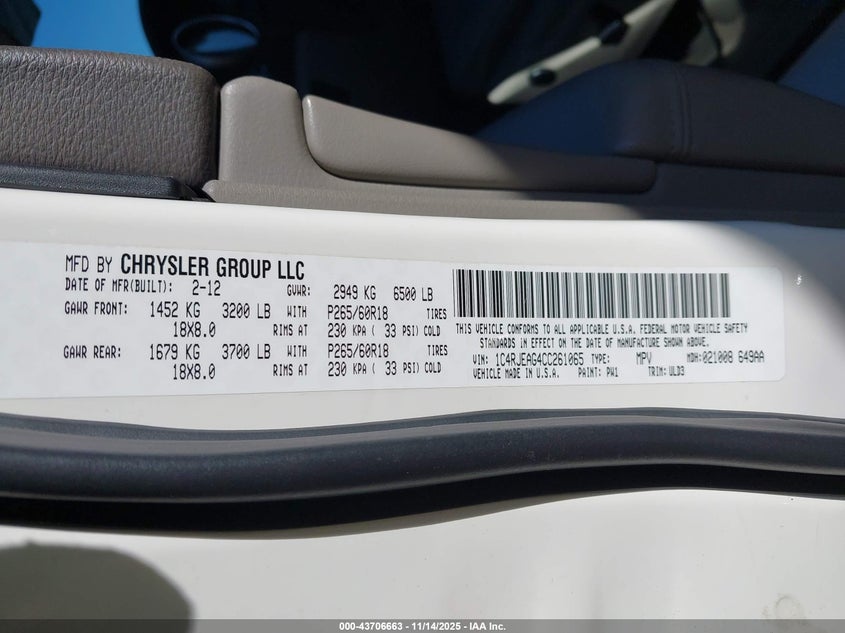 MFD BY CHRYSLER GROUP LLC
DATE OF MFR(BUILT): 2-12 GVWR: 2949 KG 6500 LB
GAWR FRONT: 1452 KG 3200 LB WITH P265/60R18 TIRES
18X8.0 RIMS AT 230 KPA ( 33 PSI) COLD
GAWR REAR: 1679 KG 3700 LB WITH P265/60R18 TIRES
18X8.0 RIMS AT 230 KPA ( 33 PSI) COLD
THIS VEHICLE CONFORMS TO ALL APPLICABLE U.S.A. FEDERAL MOTOR VEHICLE SAFETY
STANDARDS IN EFFECT ON THE DATE OF MANUFACTURE SHOWN ABOVE.
VIN: 1C4RJEAG4CC261065 TYPE: MPV MDH:021008 649AA
VEHICLE MADE IN U.S.A. PAINT: PW1 TRIM: ULD3
000-43706663 - 11/14/2025 - IAA Inc.